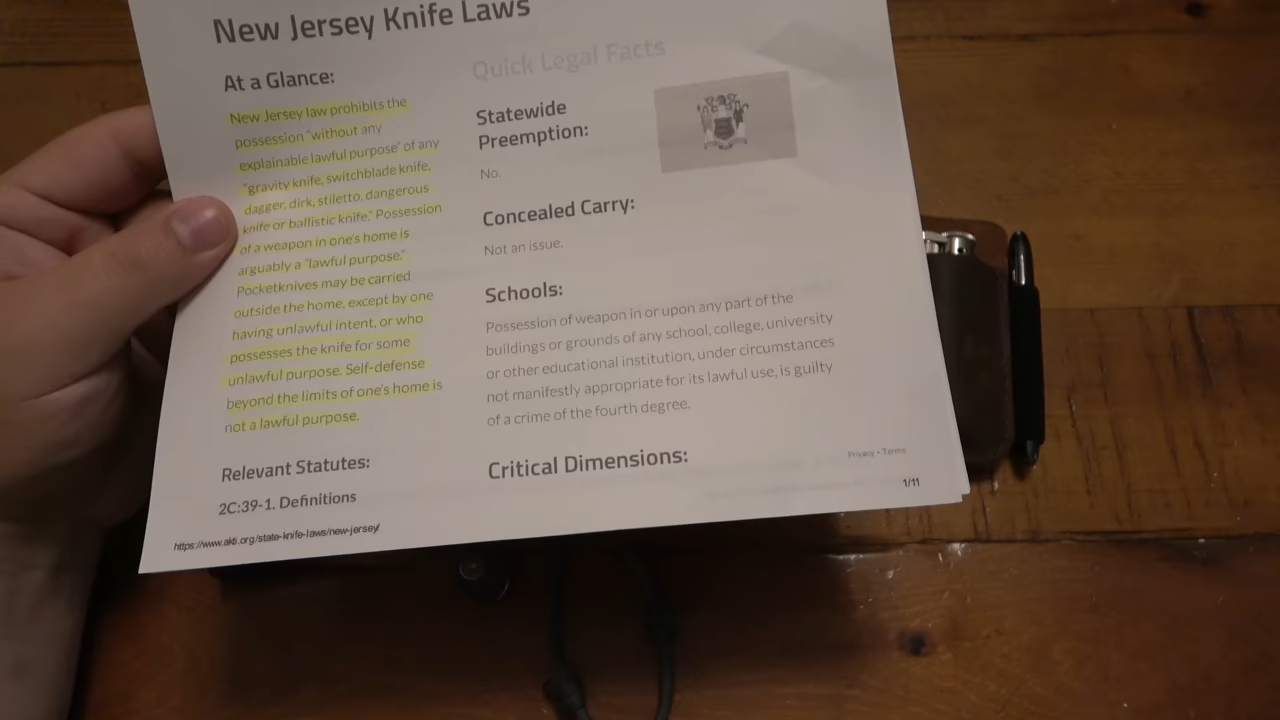 New Jersey Knife Laws
At a Glance:
New Jersey law prohibits the
possession "without any
explainable lawful purpose" of any
"gravity knife, switchblade knife,
dagger, dirk, stiletto, dangerous
knife or ballistic knife." Possession
of a weapon in one's home is
arguably a "lawful purpose."
Pocketknives may be carried
outside the home, except by one
having unlawful intent, or who
possesses the knife for some
unlawful purpose. Self-defense
beyond the limits of one's home is
not a lawful purpose.
Relevant Statutes:
2C:39-1. Definitions
Quick Legal Facts
Statewide
Preemption:
No.
Concealed Carry:
Not an issue.
Schools:
Possession of weapon in or upon any part of the
buildings or grounds of any school, college, university
or other educational institution, under circumstances
not manifestly appropriate for its lawful use, is guilty
of a crime of the fourth degree.
Critical Dimensions:
Privacy • Terms
https://www.akti.org/state-knife-laws/new-jersey/
1/11